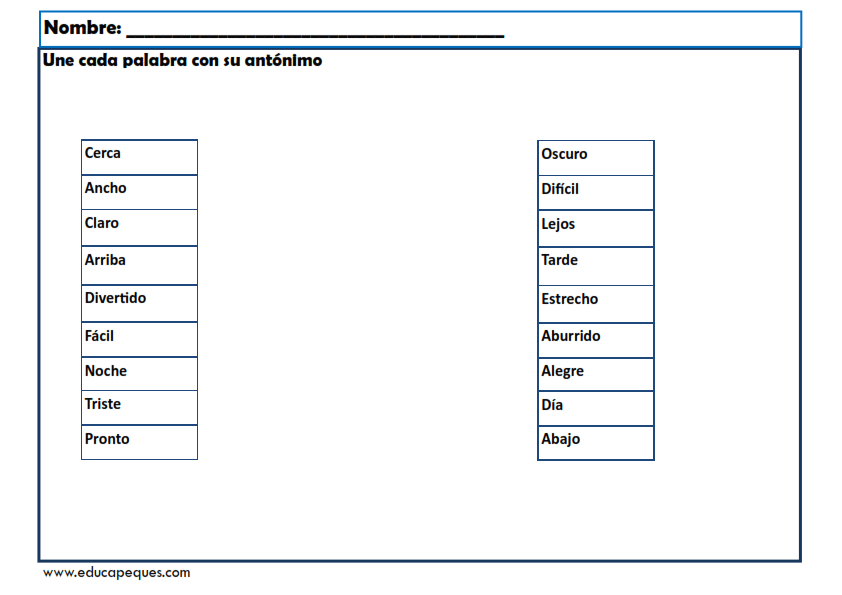 Nombre: ___________________________________________
Une cada palabra con su antónimo
Cerca
Ancho
Claro
Arriba
Divertido
Fácil
Noche
Triste
Pronto
Oscuro
Difícil
Lejos
Tarde
Estrecho
Aburrido
Alegre
Día
Abajo
www.educapeques.com